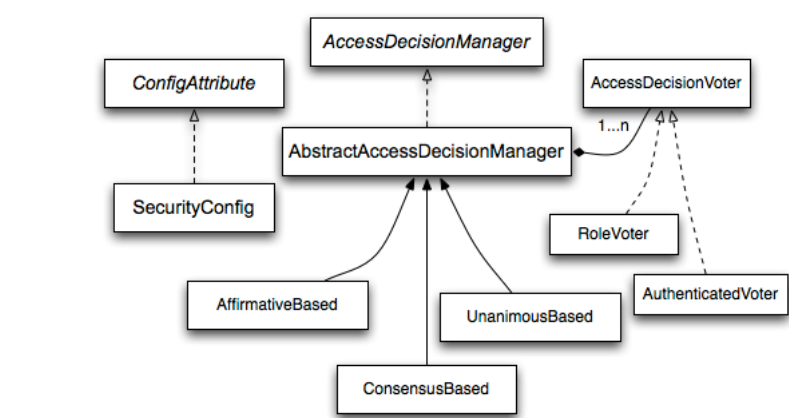 AccessDecisionManager
ConfigAttribute
AccessDecisionVoter
1...n
AbstractAccessDecisionManager
SecurityConfig
RoleVoter
AffirmativeBased
UnanimousBased
AuthenticatedVoter
ConsensusBased